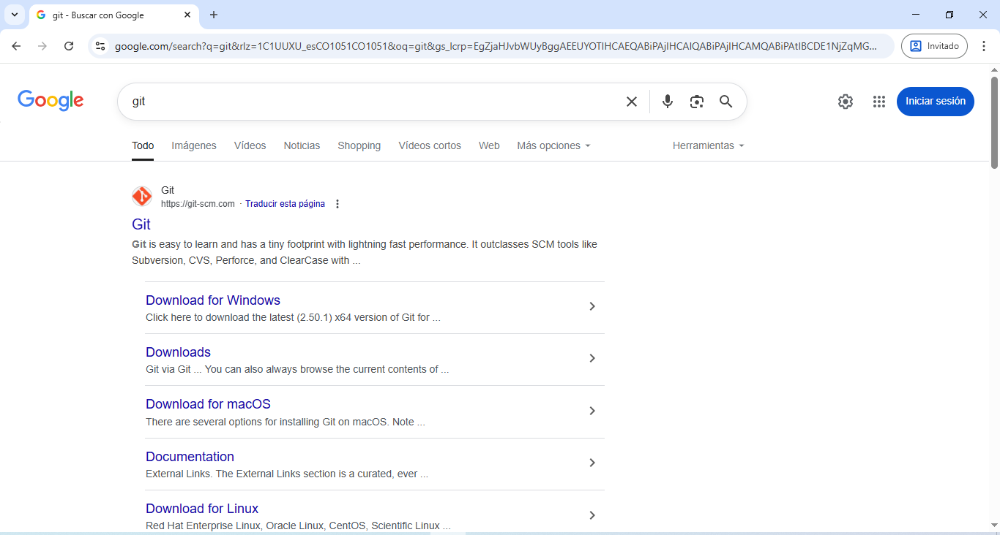 git - Buscar con Google
google.com/search?q=git&rlz=1C1UUXU_esCO1051CO1051&oq=git&gs_lcrp=EgZjaHJvbWUyBggAEEUYOTIHCAEQABiPAjIHCAIQABiPAjIHCAMQABiPAtIBCDE1NjZqMG...
Invitado
Google
git
Iniciar sesión
Todo Imágenes Vídeos Noticias Shopping Vídeos cortos Web Más opciones Herramientas
Git
https://git-scm.com · Traducir esta página
Git
Git is easy to learn and has a tiny footprint with lightning fast performance. It outclasses SCM tools like
Subversion, CVS, Perforce, and ClearCase with ...
Download for Windows
Click here to download the latest (2.50.1) x64 version of Git for ...
Downloads
Git via Git ... You can also always browse the current contents of ...
Download for macOS
There are several options for installing Git on macOS. Note ...
Documentation
External Links. The External Links section is a curated, ever ...
Download for Linux
Red Hat Enterprise Linux, Oracle Linux, CentOS, Scientific Linux ...